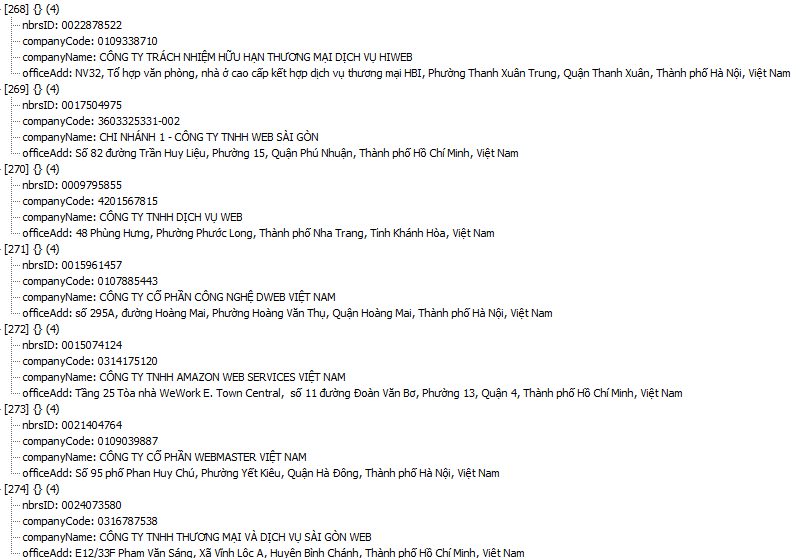 [268] {} (4)
nbrsID: 0022878522
companyCode: 0109338710
companyName: CÔNG TY TRÁCH NHIỆM HỮU HẠN THƯƠNG MẠI DỊCH VỤ HIWEB
officeAdd: NV32, Tổ hợp văn phòng, nhà ở cao cấp kết hợp dịch vụ thương mại HBI, Phường Thanh Xuân Trung, Quận Thanh Xuân, Thành phố Hà Nội, Việt Nam
[269] {} (4)
nbrsID: 0017504975
companyCode: 3603325331-002
companyName: CHI NHÁNH 1 - CÔNG TY TNHH WEB SÀI GÒN
officeAdd: Số 82 đường Trần Huy Liệu, Phường 15, Quận Phú Nhuận, Thành phố Hồ Chí Minh, Việt Nam
[270] {} (4)
nbrsID: 0009795855
companyCode: 4201567815
companyName: CÔNG TY TNHH DỊCH VỤ WEB
officeAdd: 48 Phùng Hưng, Phường Phước Long, Thành phố Nha Trang, Tỉnh Khánh Hòa, Việt Nam
[271] {} (4)
nbrsID: 0015961457
companyCode: 0107885443
companyName: CÔNG TY CỔ PHẦN CÔNG NGHỆ DWEB VIỆT NAM
officeAdd: số 295A, đường Hoàng Mai, Phường Hoàng Văn Thụ, Quận Hoàng Mai, Thành phố Hà Nội, Việt Nam
[272] {} (4)
nbrsID: 0015074124
companyCode: 0314175120
companyName: CÔNG TY TNHH AMAZON WEB SERVICES VIỆT NAM
officeAdd: Tầng 25 Tòa nhà WeWork E. Town Central, số 11 đường Đoàn Văn Bơ, Phường 13, Quận 4, Thành phố Hồ Chí Minh, Việt Nam
[273] {} (4)
nbrsID: 0021404764
companyCode: 0109039887
companyName: CÔNG TY CỔ PHẦN WEBMASTER VIỆT NAM
officeAdd: Số 95 phố Phan Huy Chú, Phường Yết Kiêu, Quận Hà Đông, Thành phố Hà Nội, Việt Nam
[274] {} (4)
nbrsID: 0024073580
companyCode: 0316787538
companyName: CÔNG TY TNHH THƯƠNG MẠI VÀ DỊCH VỤ SÀI GÒN WEB
officeAdd: E12/33F Phạm Văn Sáng, Xã Vĩnh Lộc A, Huyện Bình Chánh, Thành phố Hồ Chí Minh, Việt Nam